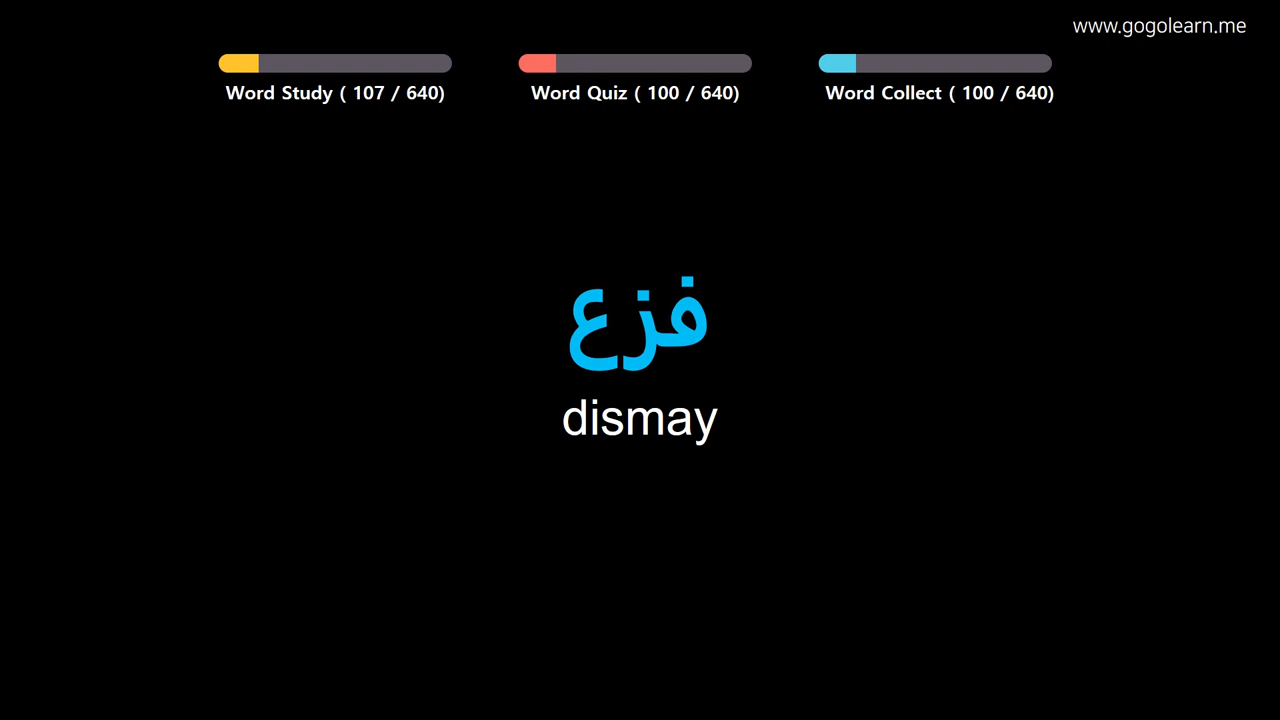 www.gogolearn.me
Word Study ( 107 / 640)
Word Quiz ( 100 / 640)
Word Collect ( 100 / 640)
فزع
dismay